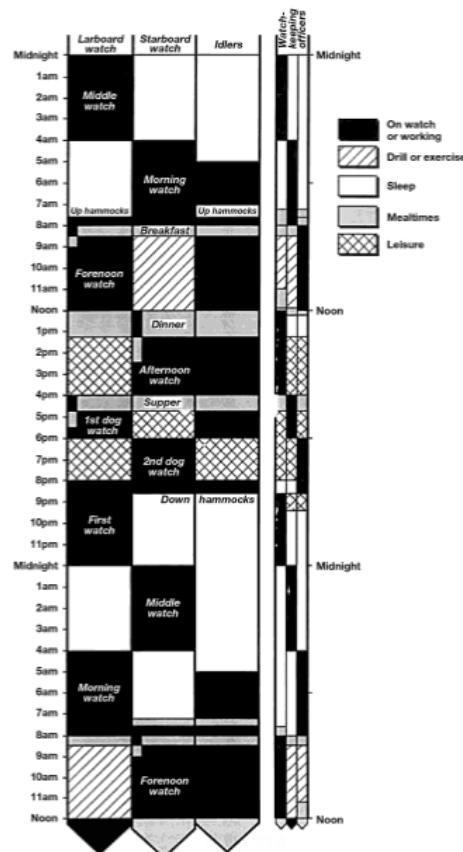 Larboard watch
Starboard watch
Idlers
Watch-
keeping
officers
Midnight
Midnight
1am
2am
Middle watch
3am
4am
5am
6am
Morning watch
7am
Up hammocks
Up hammocks
8am
Breakfast
9am
10am
Forenoon watch
11am
Noon
Noon
1pm
Dinner
2pm
3pm
Afternoon watch
4pm
Supper
5pm
1st dog watch
6pm
7pm
2nd dog watch
8pm
9pm
Down hammocks
10pm
First watch
11pm
Midnight
Midnight
1am
2am
Middle watch
3am
4am
5am
6am
Morning watch
7am
8am
9am
10am
Forenoon watch
11am
Noon
Noon
On watch
or working
Drill or exercise
Sleep
Mealtimes
Leisure